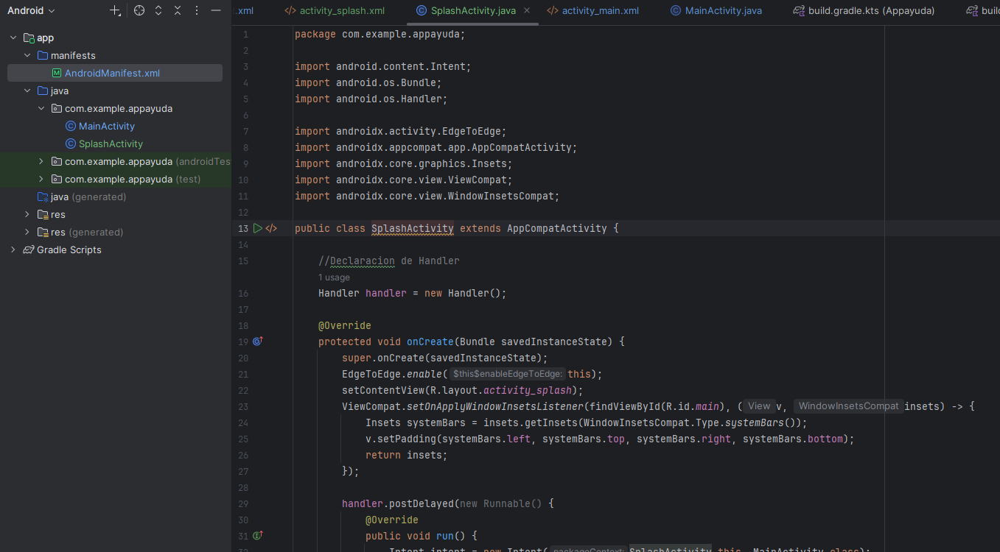 Android
.xml
activity_splash.xml
SplashActivity.java
activity_main.xml
MainActivity.java
build.gradle.kts (Appayuda)
app
manifests
AndroidManifest.xml
java
com.example.appayuda
MainActivity
SplashActivity
com.example.appayuda
com.example.appayuda (test)
java (generated)
res
res (generated)
Gradle Scripts
1 package com.example.appayuda;
2
3 import android.content.Intent;
4 import android.os.Bundle;
5 import android.os.Handler;
6
7 import androidx.activity.EdgeToEdge;
8 import androidx.appcompat.app.AppCompatActivity;
9 import androidx.core.graphics.Insets;
10 import androidx.core.view.ViewCompat;
11 import androidx.core.view.WindowInsetsCompat;
12
13 public class SplashActivity extends AppCompatActivity {
14
15 //Declaracion de Handler
1 usage
16 Handler handler = new Handler();
17
18 @Override
19 protected void onCreate(Bundle savedInstanceState) {
20 super.onCreate(savedInstanceState);
21 EdgeToEdge.enable( $this$enableEdgeToEdge: this);
22 setContentView(R.layout.activity_splash);
23 ViewCompat.setOnApplyWindowInsetsListener(findViewById(R.id.main), ( View v, WindowInsetsCompat insets) -> {
24 Insets systemBars = insets.getInsets(WindowInsetsCompat.Type.systemBars());
25 v.setPadding(systemBars.left, systemBars.top, systemBars.right, systemBars.bottom);
26 return insets;
27 });
28
29 handler.postDelayed(new Runnable() {
30 @Override
31 public void run() {
32 Intent intent = new Intent( packageContext: SplashActivity.this, MainActivity.class);